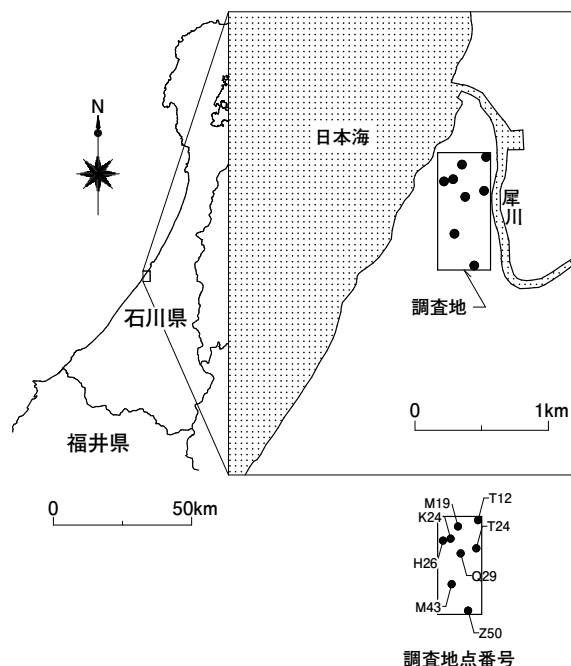 N
日本海
犀川
調査地
石川県
福井県
0 1km
0 50km
M19
T12
K24
T24
H26
Q29
M43
Z50
調査地点番号